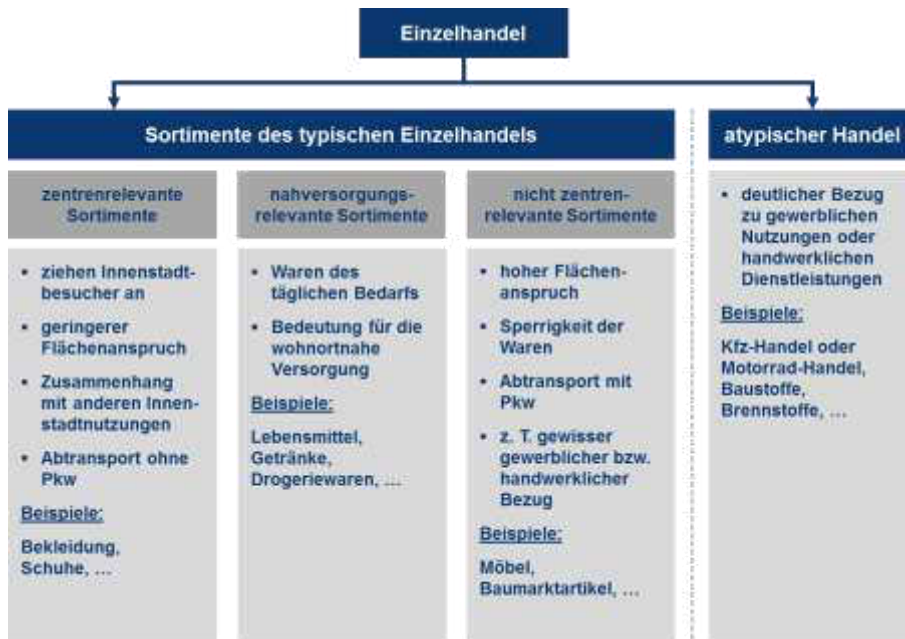 Einzelhandel
Sortimente des typischen Einzelhandels
atypischer Handel
zentrenrelevante
Sortimente
• ziehen Innenstadt-
besucher an
• geringerer
Flächenanspruch
• Zusammenhang
mit anderen Innen-
stadtnutzungen
• Abtransport ohne
Pkw
Beispiele:
Bekleidung,
Schuhe, …
nahversorgungs-
relevante Sortimente
• Waren des
täglichen Bedarfs
• Bedeutung für die
wohnortnahe
Versorgung
Beispiele:
Lebensmittel,
Getränke,
Drogeriewaren, …
nicht zentren-
relevante Sortimente
• hoher Flächen-
anspruch
• Sperrigkeit der
Waren
• Abtransport mit
Pkw
• z. T. gewisser
gewerblicher bzw.
handwerklicher
Bezug
Beispiele:
Möbel,
Baumarktartikel, …
• deutlicher Bezug
zu gewerblichen
Nutzungen oder
handwerklichen
Dienstleistungen
Beispiele:
Kfz-Handel oder
Motorrad-Handel,
Baustoffe,
Brennstoffe, …